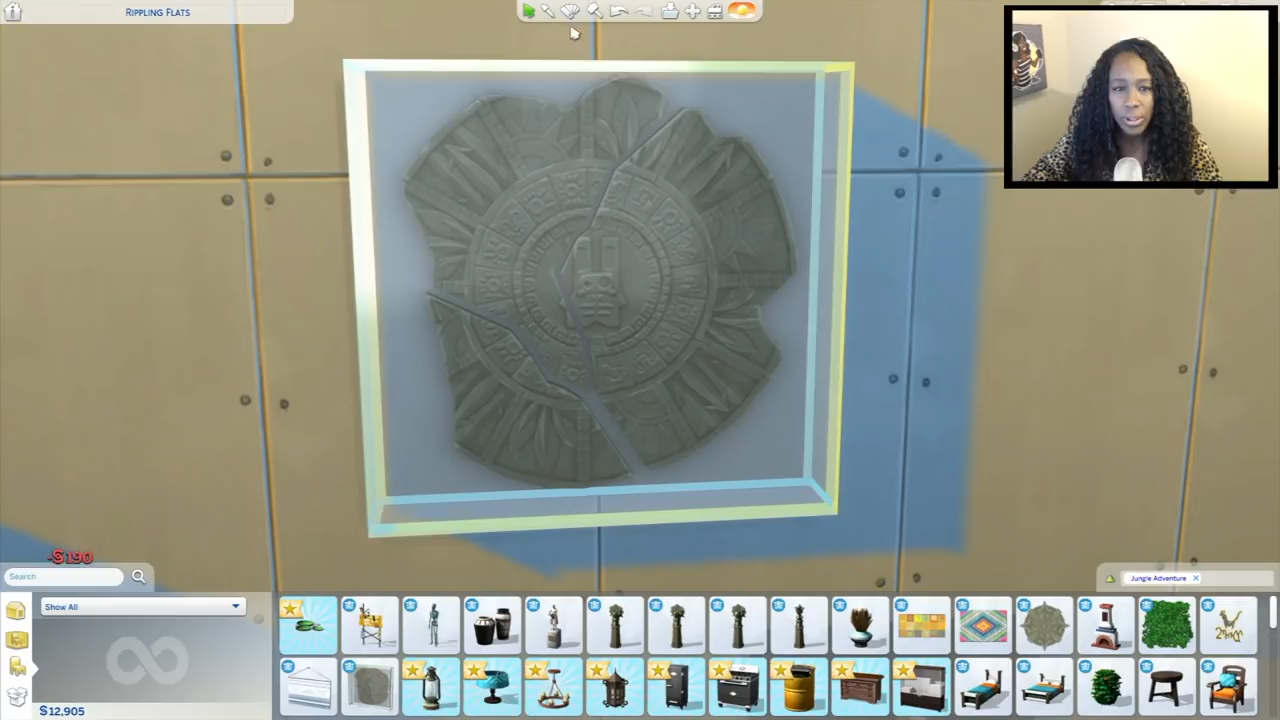 RIPPLING FLATS
-§190
Search
Jungle Adventure
Show All
§12,905